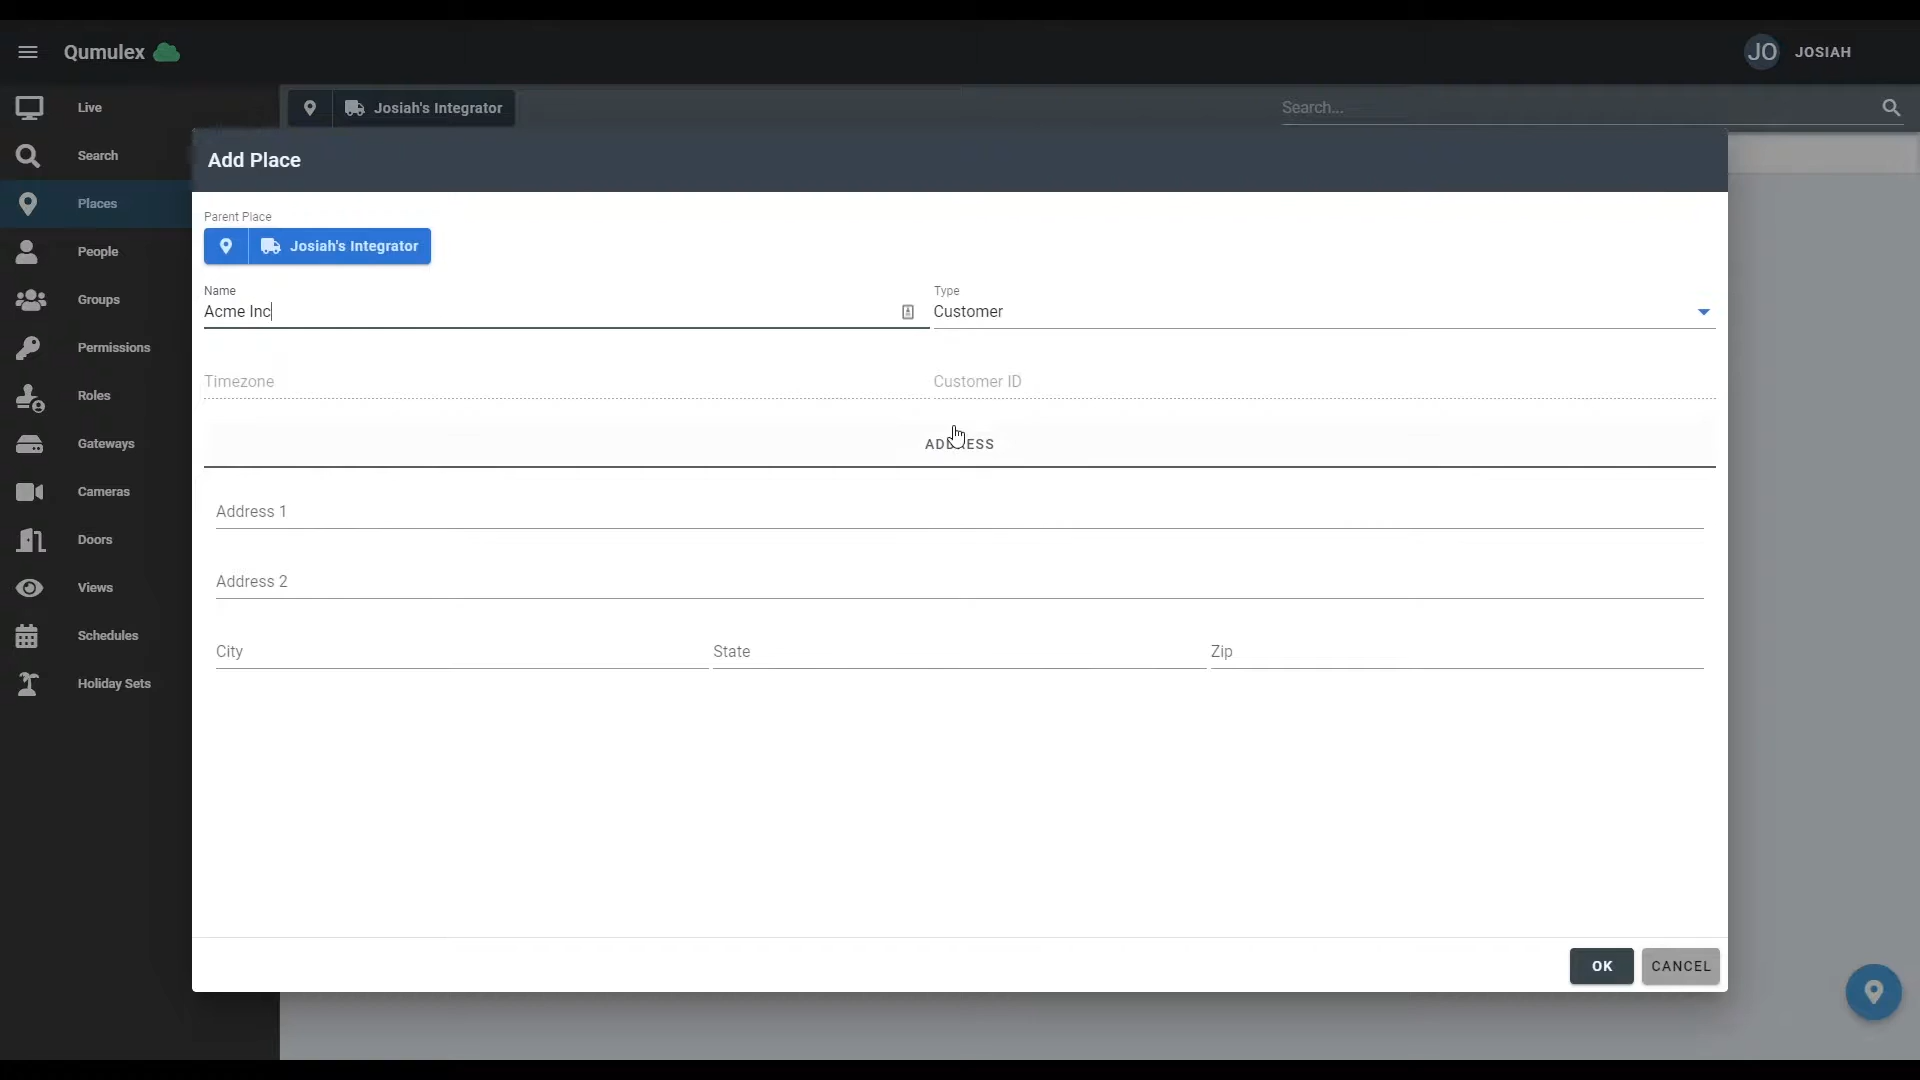 Qumulex
JO JOSIAH
Live
Search
Places
People
Groups
Permissions
Roles
Gateways
Cameras
Doors
Views
Schedules
Holiday Sets
Josiah's Integrator
Search...
Add Place
Parent Place
Josiah's Integrator
Name
Acme Inc
Type
Customer
Timezone
Customer ID
ADDRESS
Address 1
Address 2
City
State
Zip
OK
CANCEL